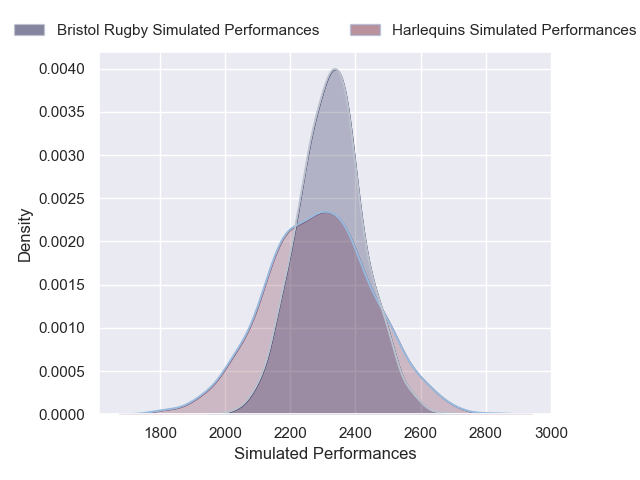 Bristol Rugby Simulated Performances Harlequins Simulated Performances
0.0040
0.0035
0.0030
0.0025
0.0020
0.0015
0.0010
0.0005
0.0000
Density
1800 2000 2200 2400 2600 2800 3000
Simulated Performances